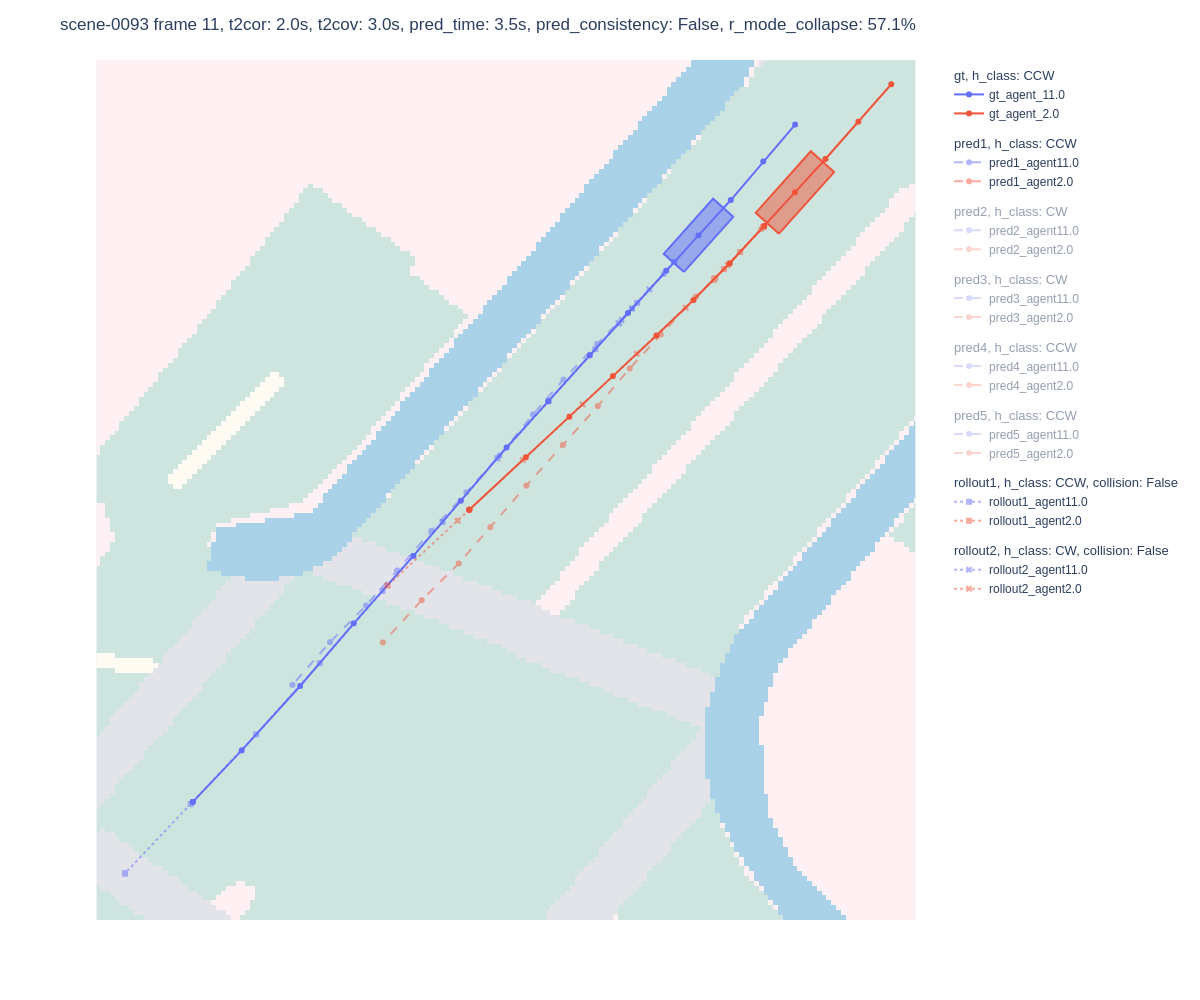 scene-0093 frame 11, t2cor: 2.0s, t2cov: 3.0s, pred_time: 3.5s, pred_consistency: False, r_mode_collapse: 57.1%
gt, h_class: CCW
gt_agent_11.0
gt_agent_2.0
pred1, h_class: CCW
pred1_agent11.0
pred1_agent2.0
pred2, h_class: CW
pred2_agent11.0
pred2_agent2.0
pred3, h_class: CW
pred3_agent11.0
pred3_agent2.0
pred4, h_class: CCW
pred4_agent11.0
pred4_agent2.0
pred5, h_class: CCW
pred5_agent11.0
pred5_agent2.0
rollout1, h_class: CCW, collision: False
rollout1_agent11.0
rollout1_agent2.0
rollout2, h_class: CW, collision: False
rollout2_agent11.0
rollout2_agent2.0